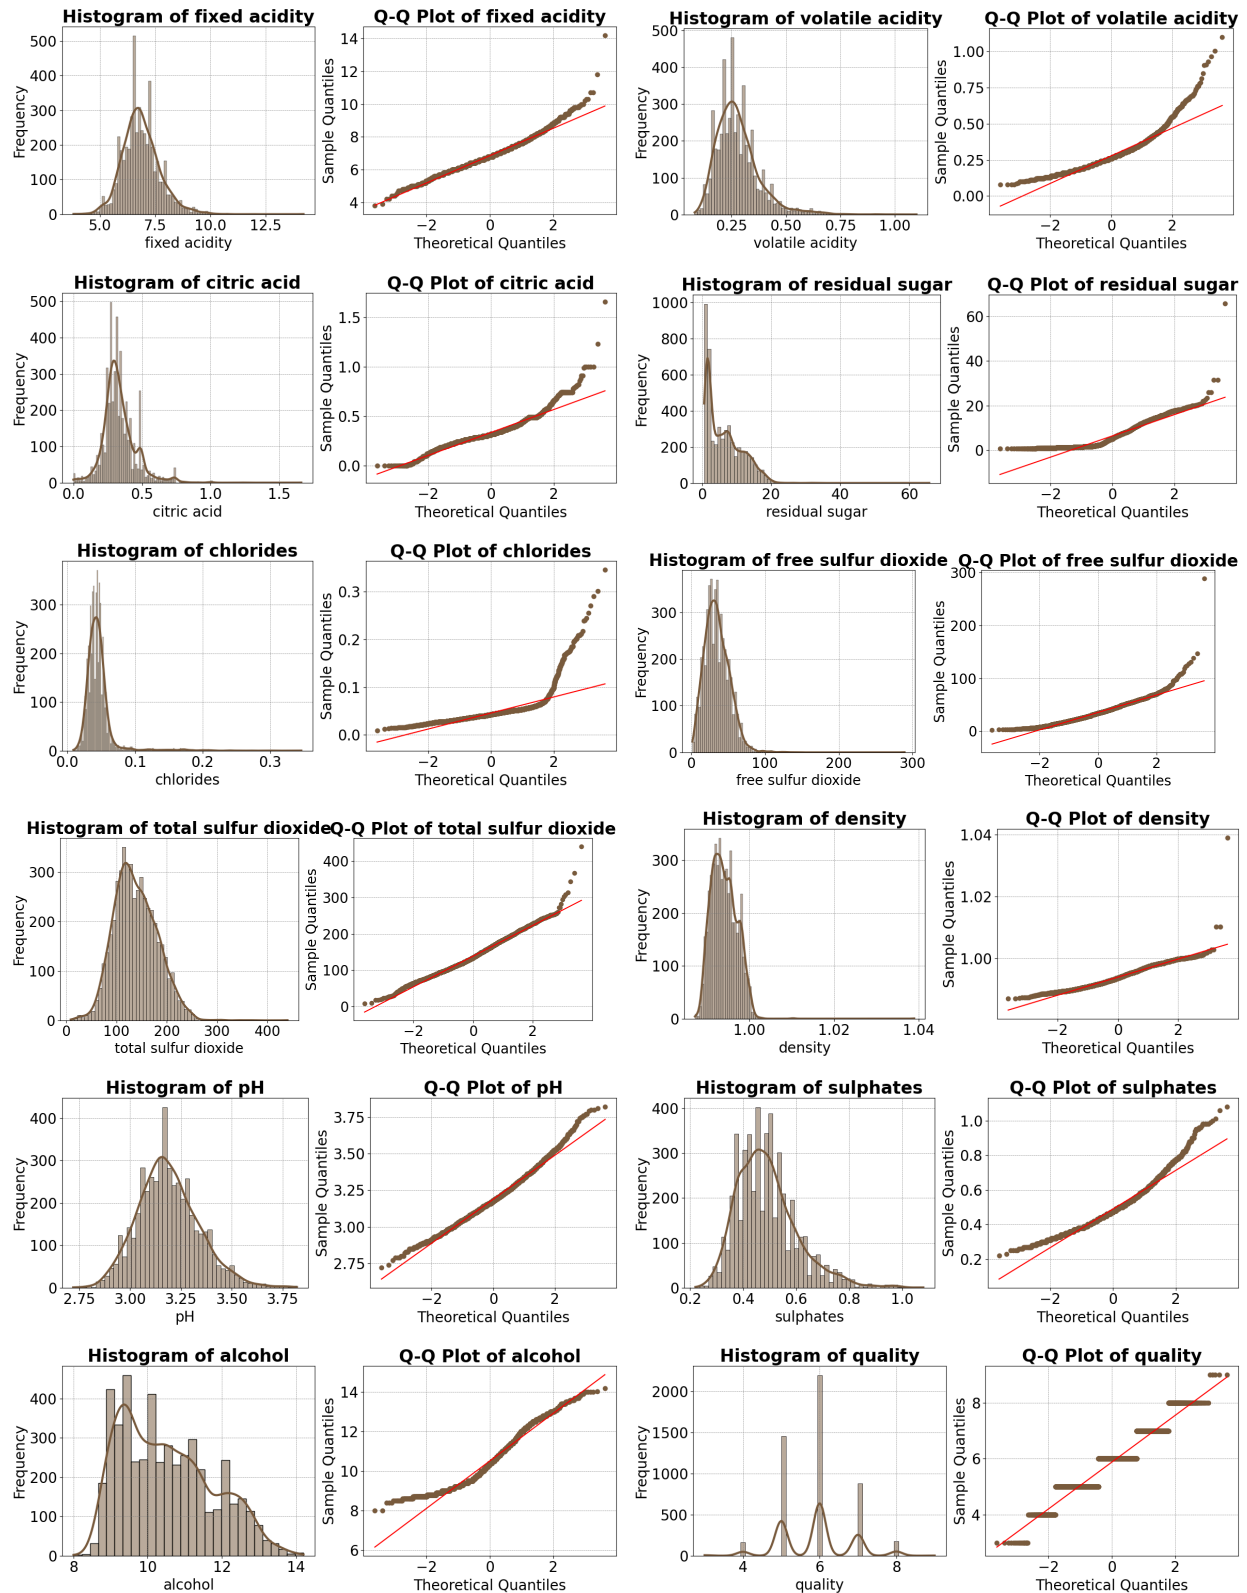 Histogram of fixed acidity
500
400
300
200
100
0
Frequency
5.0 7.5 10.0 12.5
fixed acidity
Q-Q Plot of fixed acidity
14
12
10
8
6
4
Sample Quantiles
−2 0 2
Theoretical Quantiles
Histogram of volatile acidity
500
400
300
200
100
0
Frequency
0.25 0.50 0.75 1.00
volatile acidity
Q-Q Plot of volatile acidity
1.00
0.75
0.50
0.25
0.00
Sample Quantiles
−2 0 2
Theoretical Quantiles
Histogram of citric acid
500
400
300
200
100
0
Frequency
0.0 0.5 1.0 1.5
citric acid
Q-Q Plot of citric acid
1.5
1.0
0.5
0.0
Sample Quantiles
−2 0 2
Theoretical Quantiles
Histogram of residual sugar
1000
800
600
400
200
0
Frequency
0 20 40 60
residual sugar
Q-Q Plot of residual sugar
60
40
20
0
Sample Quantiles
−2 0 2
Theoretical Quantiles
Histogram of chlorides
300
200
100
0
Frequency
0.0 0.1 0.2 0.3
chlorides
Q-Q Plot of chlorides
0.3
0.2
0.1
0.0
Sample Quantiles
−2 0 2
Theoretical Quantiles
Histogram of free sulfur dioxide
300
200
100
0
Frequency
0 100 200 300
free sulfur dioxide
Q-Q Plot of free sulfur dioxide
300
200
100
0
Sample Quantiles
−2 0 2
Theoretical Quantiles
Histogram of total sulfur dioxide
300
200
100
0
Frequency
0 100 200 300 400
total sulfur dioxide
Q-Q Plot of total sulfur dioxide
400
300
200
100
0
Sample Quantiles
−2 0 2
Theoretical Quantiles
Histogram of density
300
200
100
0
Frequency
1.00 1.02 1.04
density
Q-Q Plot of density
1.04
1.02
1.00
Sample Quantiles
−2 0 2
Theoretical Quantiles
Histogram of pH
400
300
200
100
0
Frequency
2.75 3.00 3.25 3.50 3.75
pH
Q-Q Plot of pH
3.75
3.50
3.25
3.00
2.75
Sample Quantiles
−2 0 2
Theoretical Quantiles
Histogram of sulphates
400
300
200
100
0
Frequency
0.2 0.4 0.6 0.8 1.0
sulphates
Q-Q Plot of sulphates
1.0
0.8
0.6
0.4
0.2
Sample Quantiles
−2 0 2
Theoretical Quantiles
Histogram of alcohol
400
300
200
100
0
Frequency
8 10 12 14
alcohol
Q-Q Plot of alcohol
14
12
10
8
6
Sample Quantiles
−2 0 2
Theoretical Quantiles
Histogram of quality
2000
1500
1000
500
0
Frequency
4 6 8
quality
Q-Q Plot of quality
8
6
4
Sample Quantiles
−2 0 2
Theoretical Quantiles